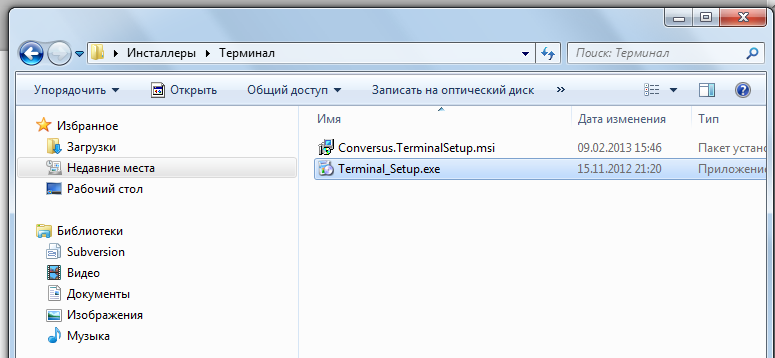 Инсталлеры Терминал
Поиск: Терминал
Упорядочить Открыть Общий доступ Записать на оптический диск »
Имя Дата изменения Тип
Conversus.TerminalSetup.msi 09.02.2013 15:46 Пакет устано
Terminal_Setup.exe 15.11.2012 21:20 Приложение
Избранное
Загрузки
Недавние места
Рабочий стол
Библиотеки
Subversion
Видео
Документы
Изображения
Музыка